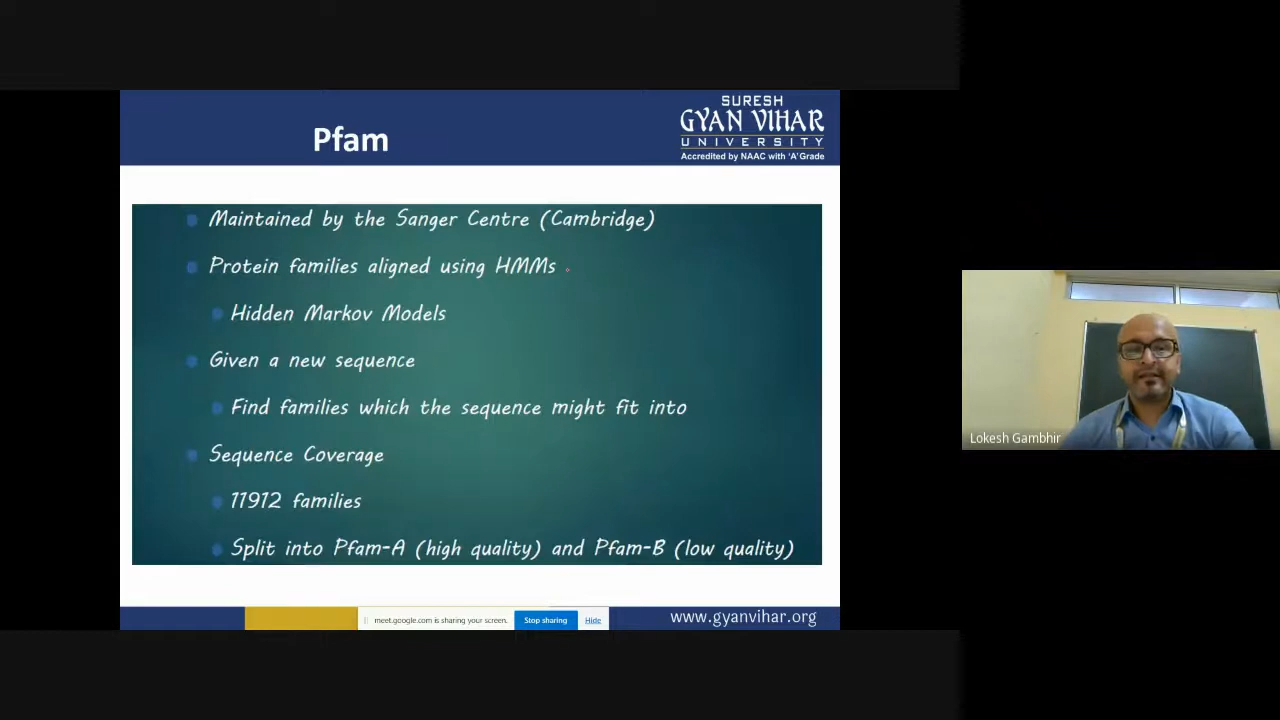 Pfam
SURESH
GYAN VIHAR
UNIVERSITY
Accredited by NAAC with 'A' Grade
Maintained by the Sanger Centre (Cambridge)
Protein families aligned using HMMs
Hidden Markov Models
Given a new sequence
Find families which the sequence might fit into
Sequence Coverage
11912 families
Split into Pfam-A (high quality) and Pfam-B (low quality)
Lokesh Gambhir
meet.google.com is sharing your screen.
Stop sharing
Hide
www.gyanvihar.org